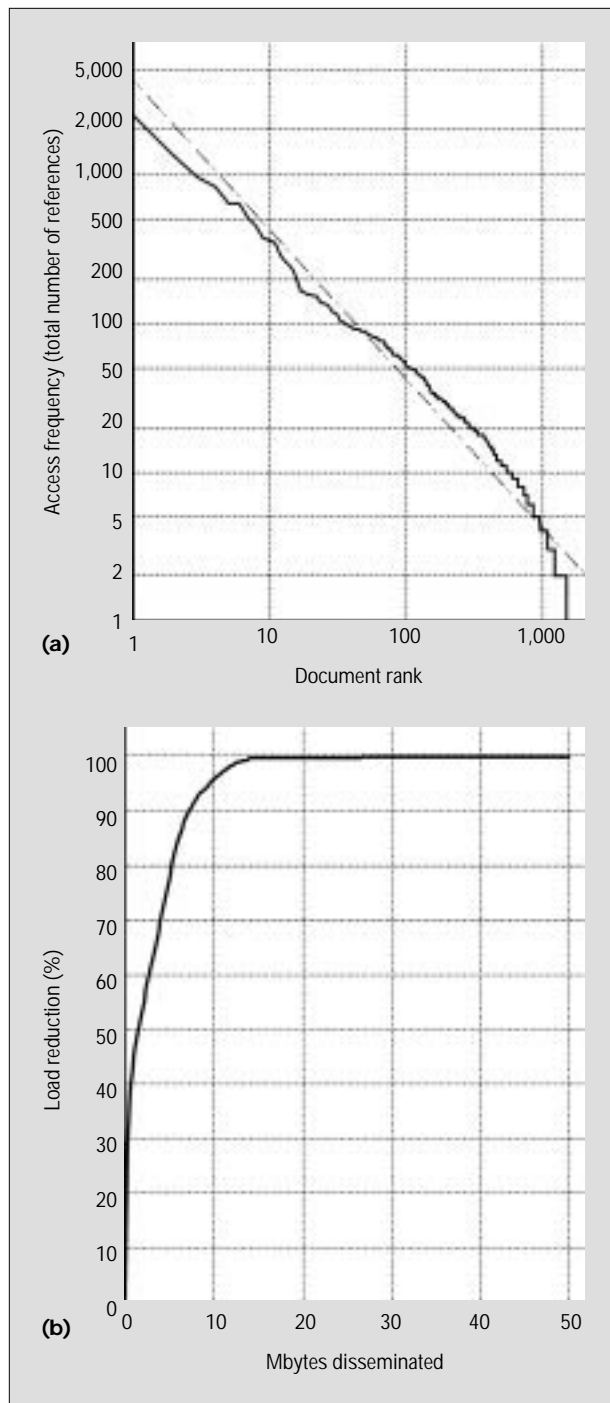 5,000
2,000
1,000
500
200
100
50
20
10
5
2
1
Access frequency (total number of references)
1 10 100 1,000
Document rank
(a)
100
90
80
70
60
50
40
30
20
10
0
Load reduction (%)
0 10 20 30 40 50
Mbytes disseminated
(b)